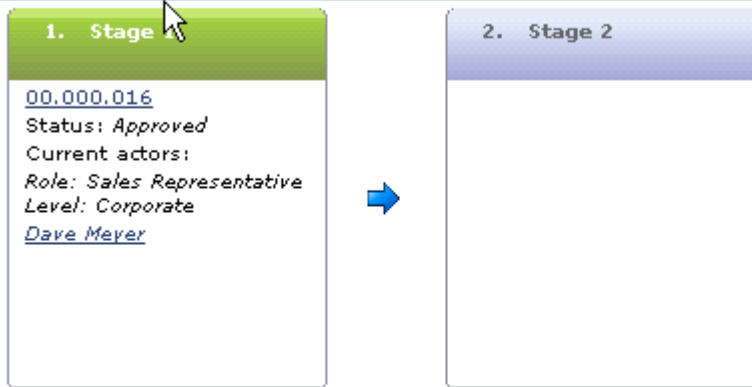 1. Stage
00.000.016
Status: Approved
Current actors:
Role: Sales Representative
Level: Corporate
Dave Meyer
2. Stage 2